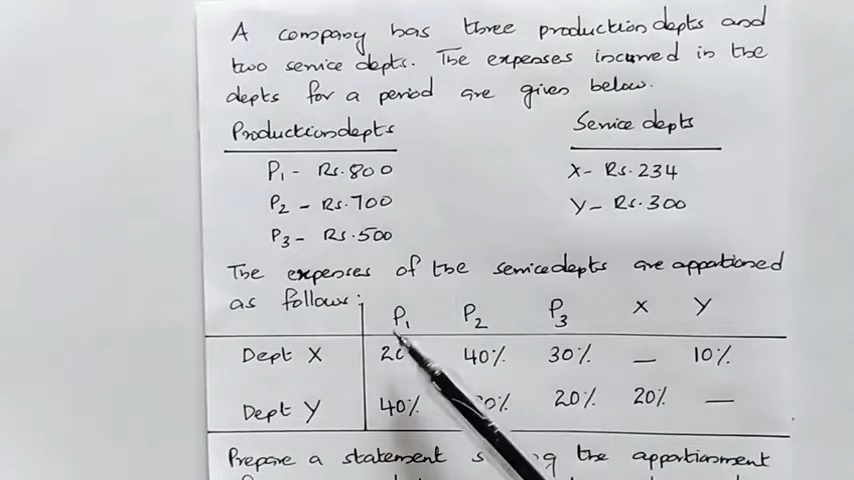 A company has three production depts and
two service depts. The expenses incurred in the
depts for a period are given below.
Production depts Service depts
P1 - Rs.800 X - Rs.234
P2 - Rs.700 Y - Rs.300
P3 - Rs.500
The expenses of the service depts are apportioned
as follows: P1 P2 P3 X Y
Dept X 40% 30% — 10%
Dept Y 40% 20% 20% —
Prepare a statement the apportionment